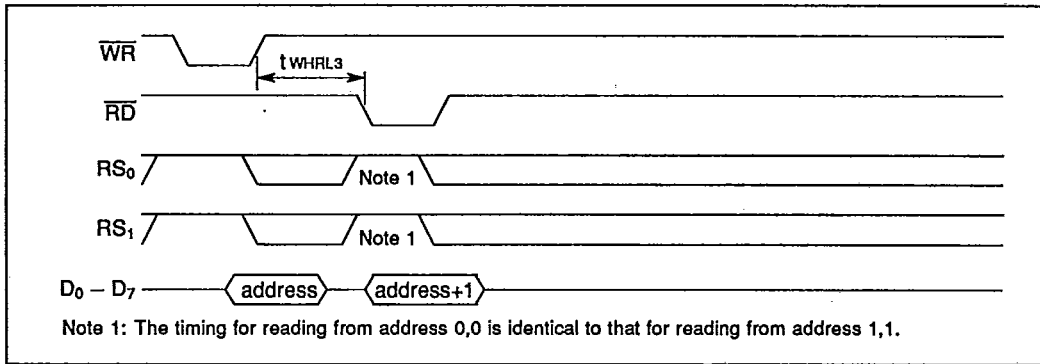 WR
tWHRL3
RD
RS0
Note 1
RS1
Note 1
D0 – D7
address
address+1
Note 1: The timing for reading from address 0,0 is identical to that for reading from address 1,1.